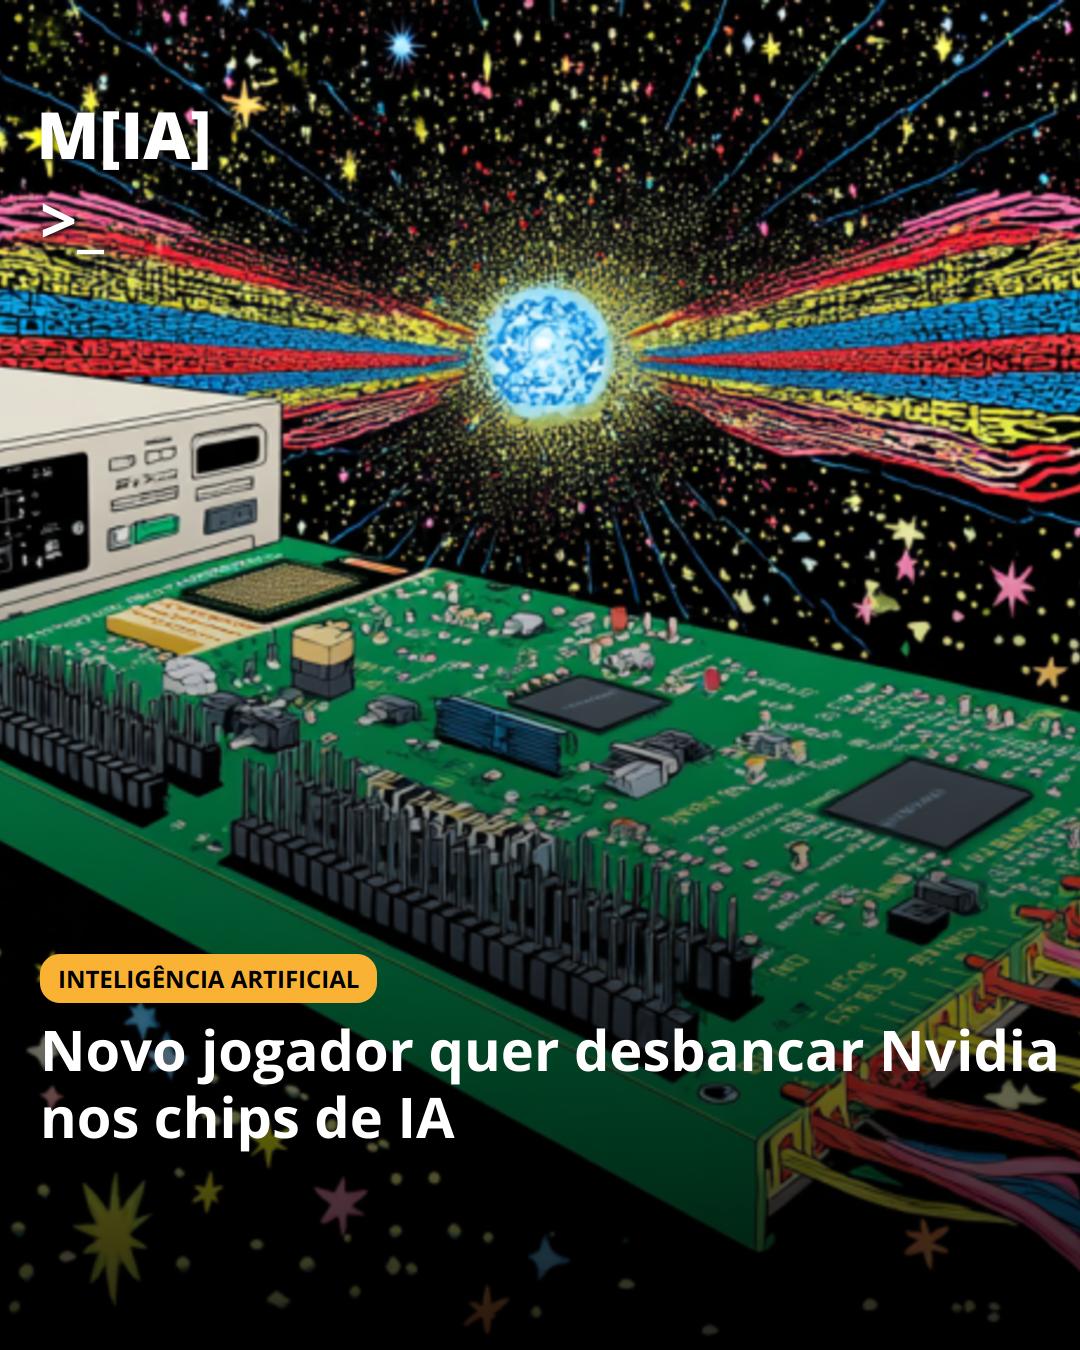 M[IA]
>_
INTELIGÊNCIA ARTIFICIAL
Novo jogador quer desbancar Nvidia
nos chips de IA